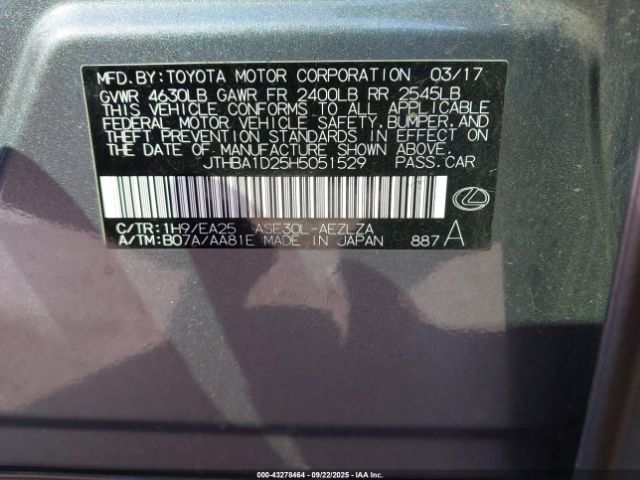 MFD.BY:TOYOTA MOTOR CORPORATION 03/17
GVWR 4630LB GAWR FR 2400LB RR 2545LB
THIS VEHICLE CONFORMS TO ALL APPLICABLE
FEDERAL MOTOR VEHICLE SAFETY,BUMPER,AND
THEFT PREVENTION STANDARDS IN EFFECT ON
THE DATE OF MANUFACTURE SHOWN ABOVE.
JTHBA1D25H5051529 PASS.CAR
C/TR:1H9/EA25 ASE30L-AEZLZA
A/TM:B07A/AA81E MADE IN JAPAN 887A
000-43278464 - 09/22/2025 - IAAI.COM